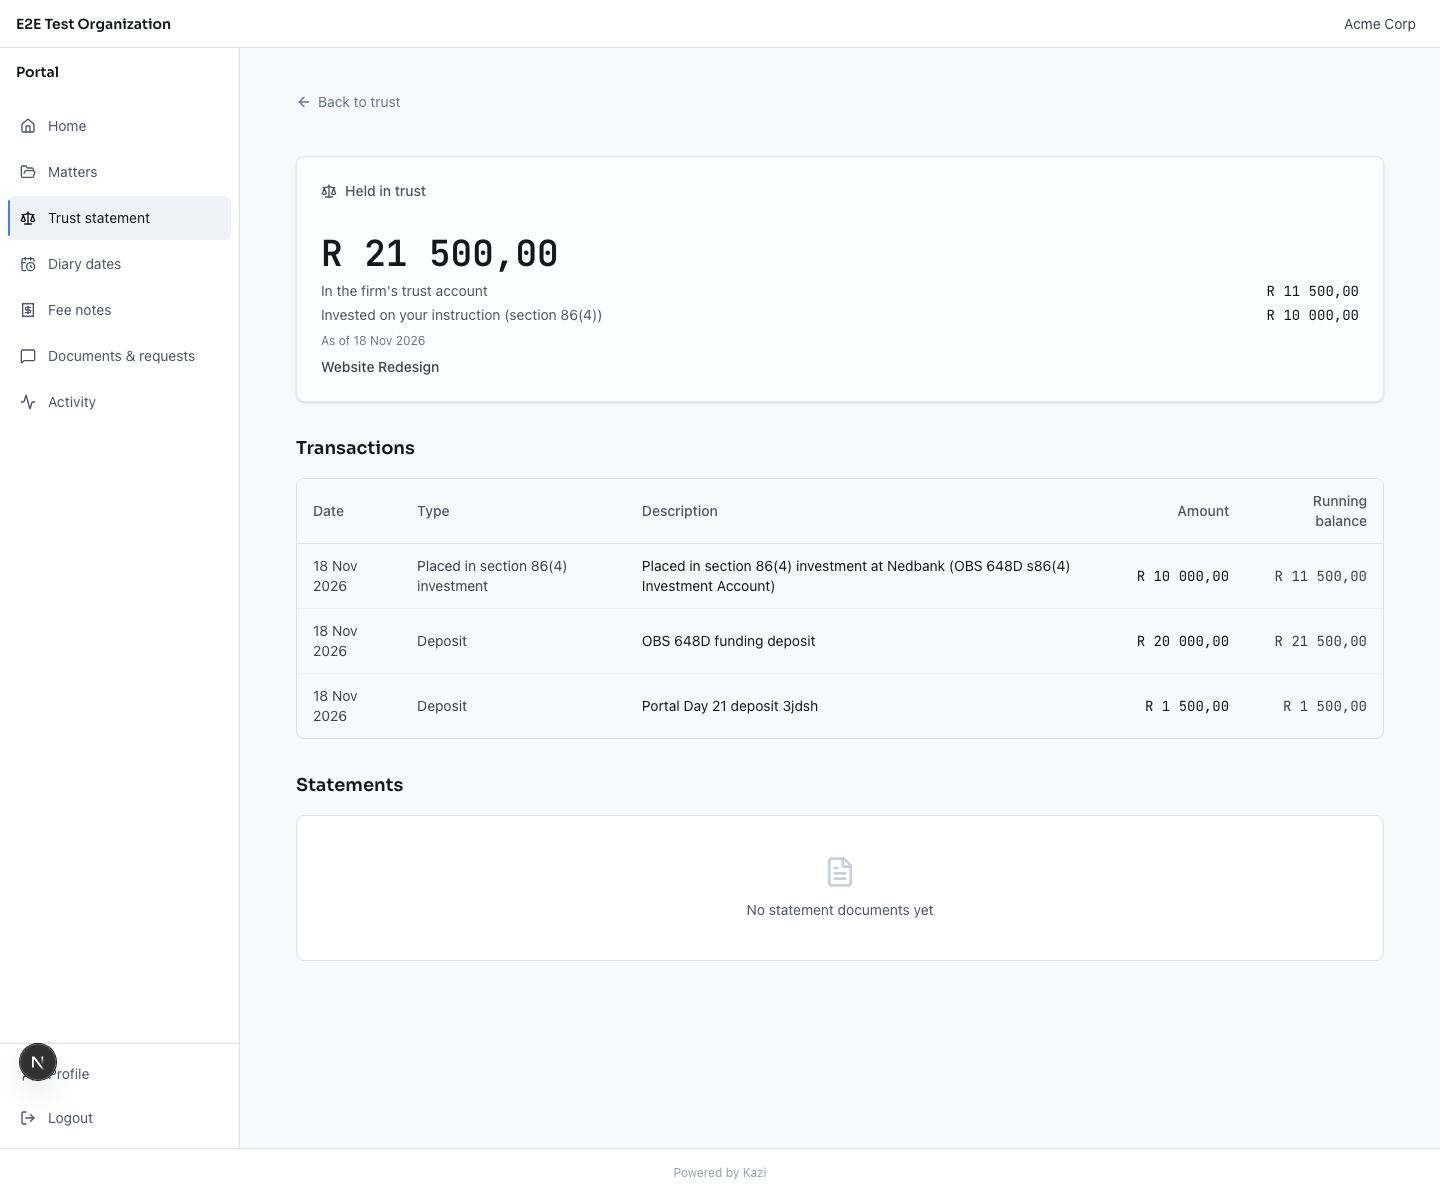 E2E Test Organization
Acme Corp
Portal
Home
Matters
Trust statement
Diary dates
Fee notes
Documents & requests
Activity
Back to trust
Held in trust
R 21 500,00
In the firm's trust account R 11 500,00
Invested on your instruction (section 86(4)) R 10 000,00
As of 18 Nov 2026
Website Redesign
Transactions
Date Type Description Amount Running
balance
18 Nov Placed in section 86(4) Placed in section 86(4) investment at Nedbank (OBS 648D s86(4) R 10 000,00 R 11 500,00
2026 investment Investment Account)
18 Nov
2026 Deposit OBS 648D funding deposit R 20 000,00 R 21 500,00
18 Nov
2026 Deposit Portal Day 21 deposit 3jdsh R 1 500,00 R 1 500,00
Statements
No statement documents yet
N
rofile
Logout
Powered by Kazi